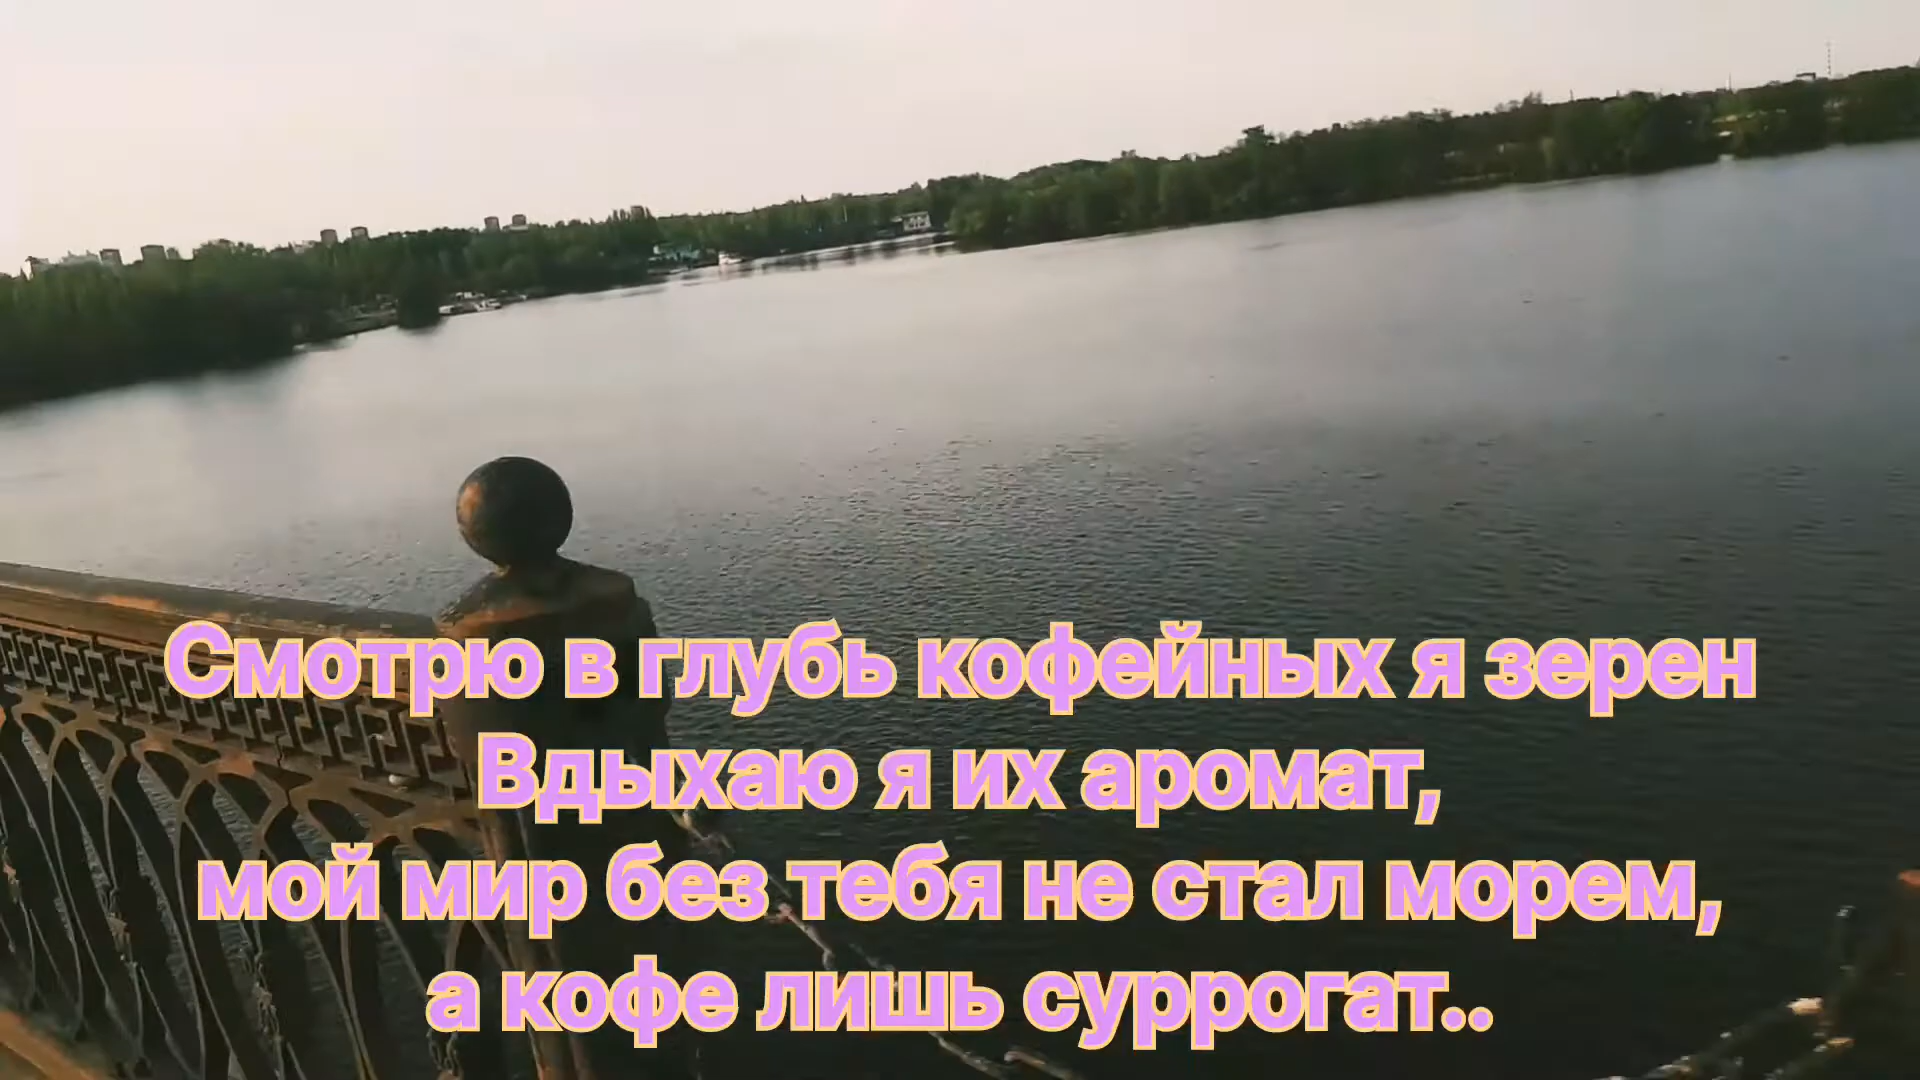 Смотрю в глубь кофейных я зерен
Вдыхаю я их аромат,
мой мир без тебя не стал морем,
а кофе лишь суррогат..